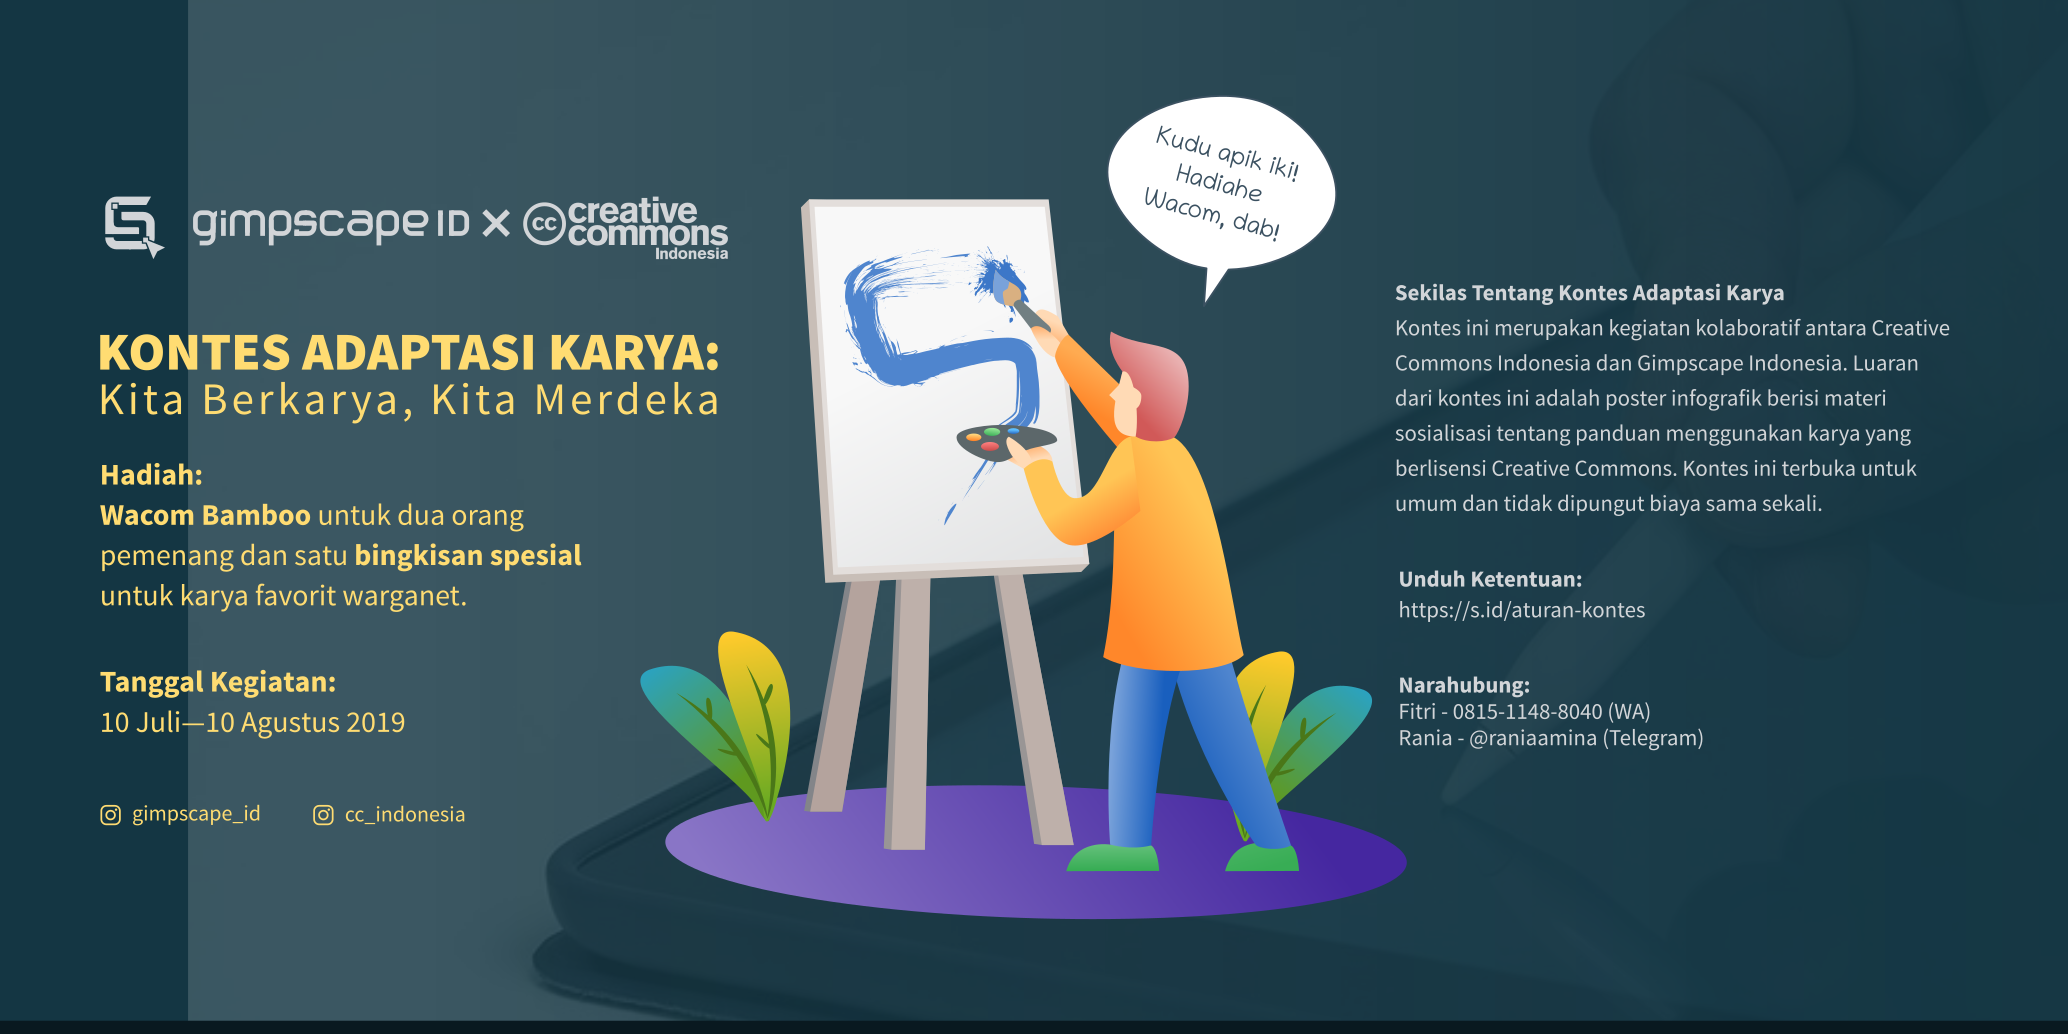 gimpscape ID X cc creative commons Indonesia
KONTES ADAPTASI KARYA:
Kita Berkarya, Kita Merdeka
Hadiah:
Wacom Bamboo untuk dua orang
pemenang dan satu bingkisan spesial
untuk karya favorit warganet.
Tanggal Kegiatan:
10 Juli—10 Agustus 2019
gimpscape_id cc_indonesia
Kudu apik iki!
Hadiahe
Wacom, dab!
Sekilas Tentang Kontes Adaptasi Karya
Kontes ini merupakan kegiatan kolaboratif antara Creative
Commons Indonesia dan Gimpscape Indonesia. Luaran
dari kontes ini adalah poster infografik berisi materi
sosialisasi tentang panduan menggunakan karya yang
berlisensi Creative Commons. Kontes ini terbuka untuk
umum dan tidak dipungut biaya sama sekali.
Unduh Ketentuan:
https://s.id/aturan-kontes
Narahubung:
Fitri - 0815-1148-8040 (WA)
Rania - @raniaamina (Telegram)